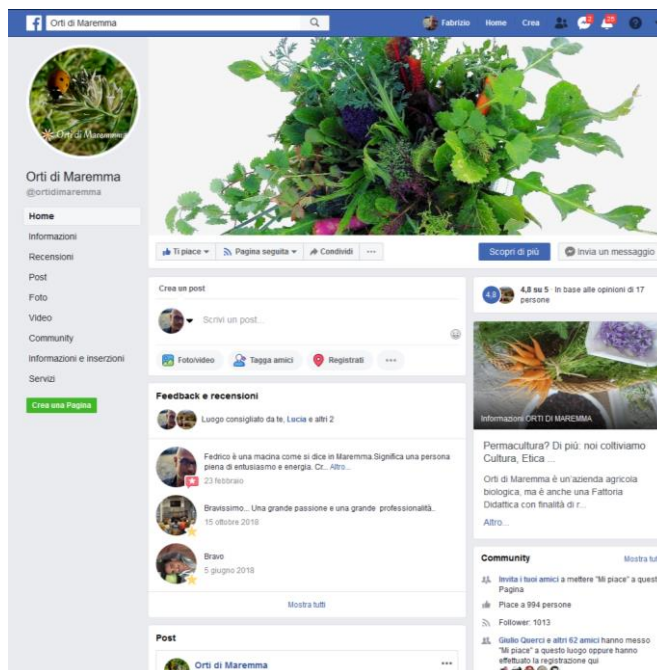 Orti di Maremma
Fabrizio Home Crea
2
25
Orti di Maremma
Orti di Maremma
@ortidimaremma
Home
Informazioni
Recensioni
Post
Foto
Video
Community
Informazioni e inserzioni
Servizi
Crea una Pagina
Ti piace Pagina seguita Condividi
Scopri di più Invia un messaggio
Crea un post
Scrivi un post...
Foto/video Tagga amici Registrati
Feedback e recensioni
Luogo consigliato da te, Lucia e altri 2
Fedrico è una macina come si dice in Maremma.Significa una persona
piena di entusiasmo e energia. Cr... Altro...
23 febbraio
Bravissimo... Una grande passione e una grande professionalità..
15 ottobre 2018
Bravo
5 giugno 2018
Mostra tutti
Post
Orti di Maremma
4,8
4,8 su 5 · In base alle opinioni di 17
persone
Informazioni ORTI DI MAREMMA
Permacultura? Di più: noi coltiviamo
Cultura, Etica ...
Orti di Maremma è un'azienda agricola
biologica, ma è anche una Fattoria
Didattica con finalità di r...
Altro...
Community
Mostra tut
Invita i tuoi amici a mettere "Mi piace" a quest
Pagina
Piace a 994 persone
Follower: 1013
Giulio Querci e altri 62 amici hanno messo
"Mi piace" a questo luogo oppure hanno
effettuato la registrazione qui